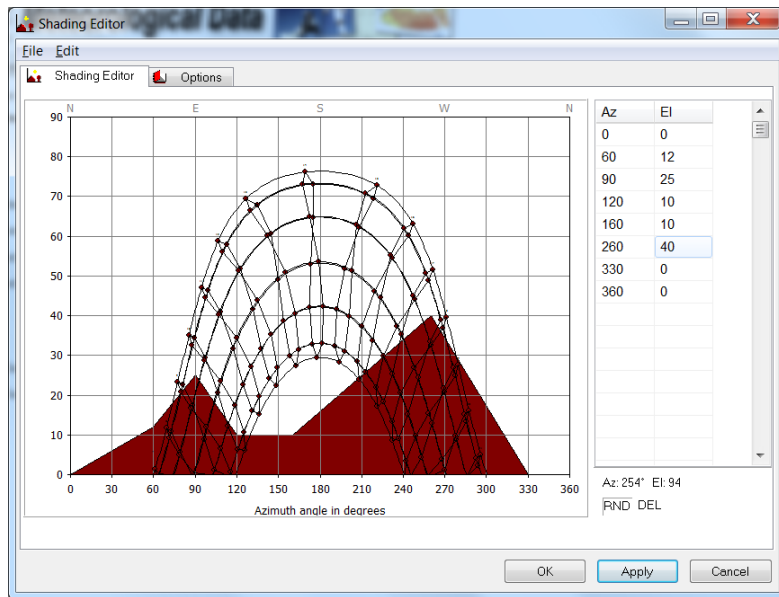 Shading Editor
File Edit
Shading Editor Options
N E S W N
90
80
70
60
50
40
30
20
10
0
0 30 60 90 120 150 180 210 240 270 300 330 360
Azimuth angle in degrees
Az El
0 0
60 12
90 25
120 10
160 10
260 40
330 0
360 0
Az: 254° El: 94
RND DEL
OK Apply Cancel